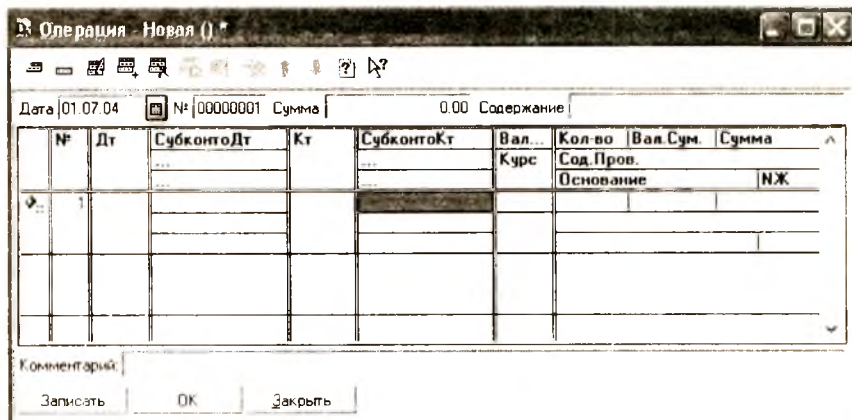 Операция - Новая () *
Дата 01.07.04 № 00000001 Сумма 0.00 Содержание
№ Дт СубконтоДт Кт СубконтоКт Вал... Кол-во Вал.Сум. Сумма
... ... Курс Сод.Пров.
... ... Основание NЖ
1
Комментарий:
Записать OK Закрыть